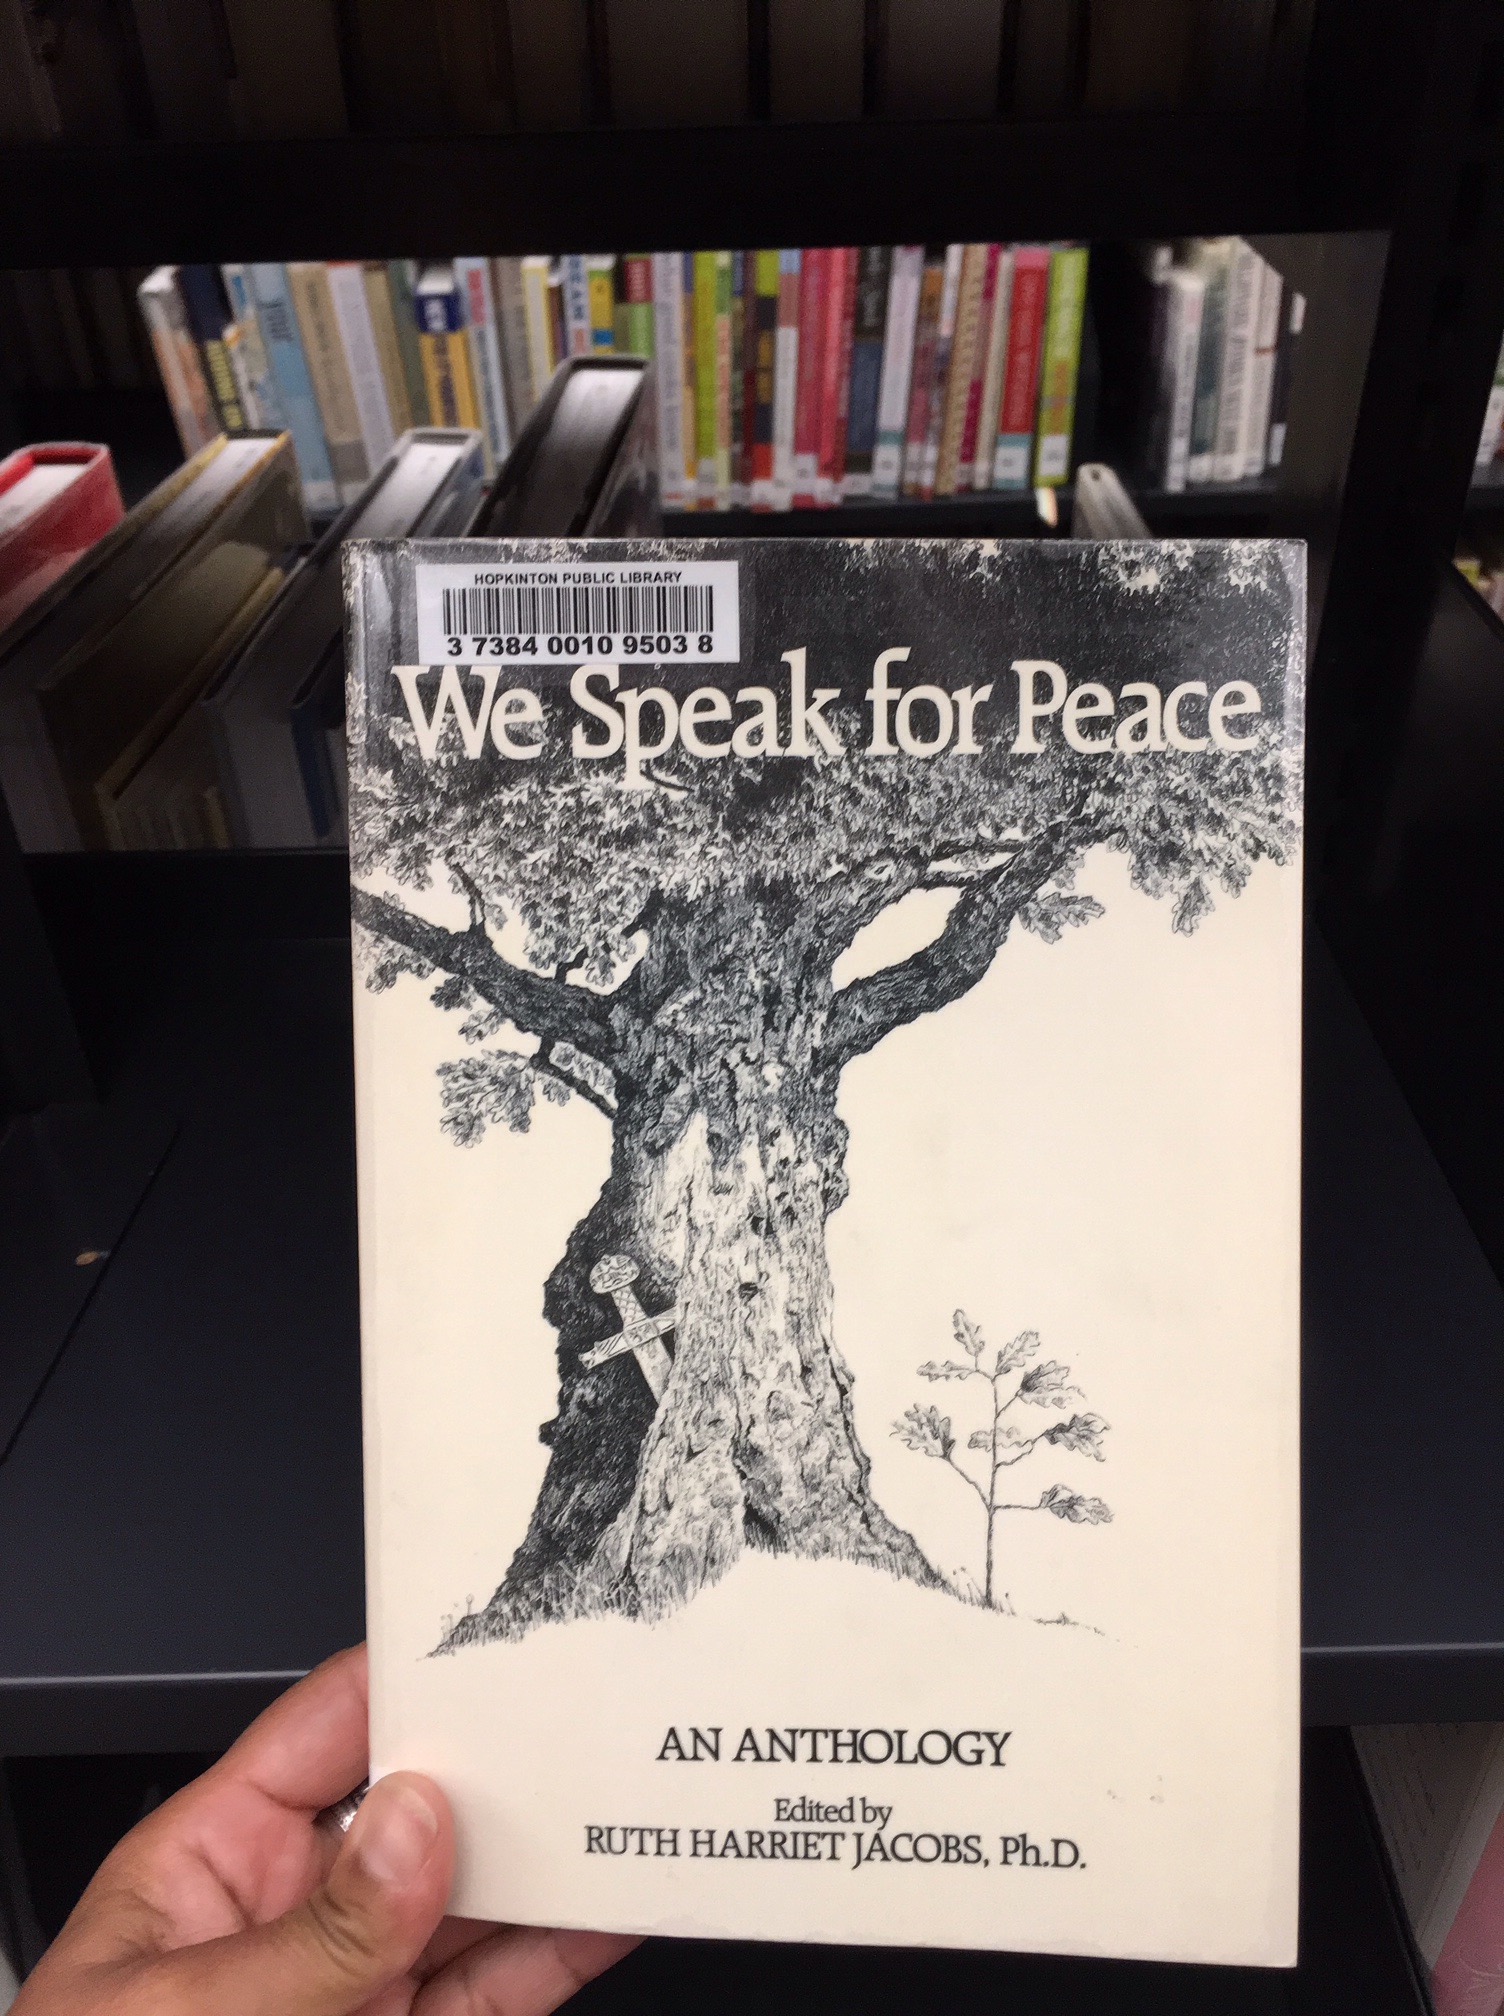 HOPKINTON PUBLIC LIBRARY
3 7384 0010 9503 8
We Speak for Peace
AN ANTHOLOGY
Edited by
RUTH HARRIET JACOBS, Ph.D.